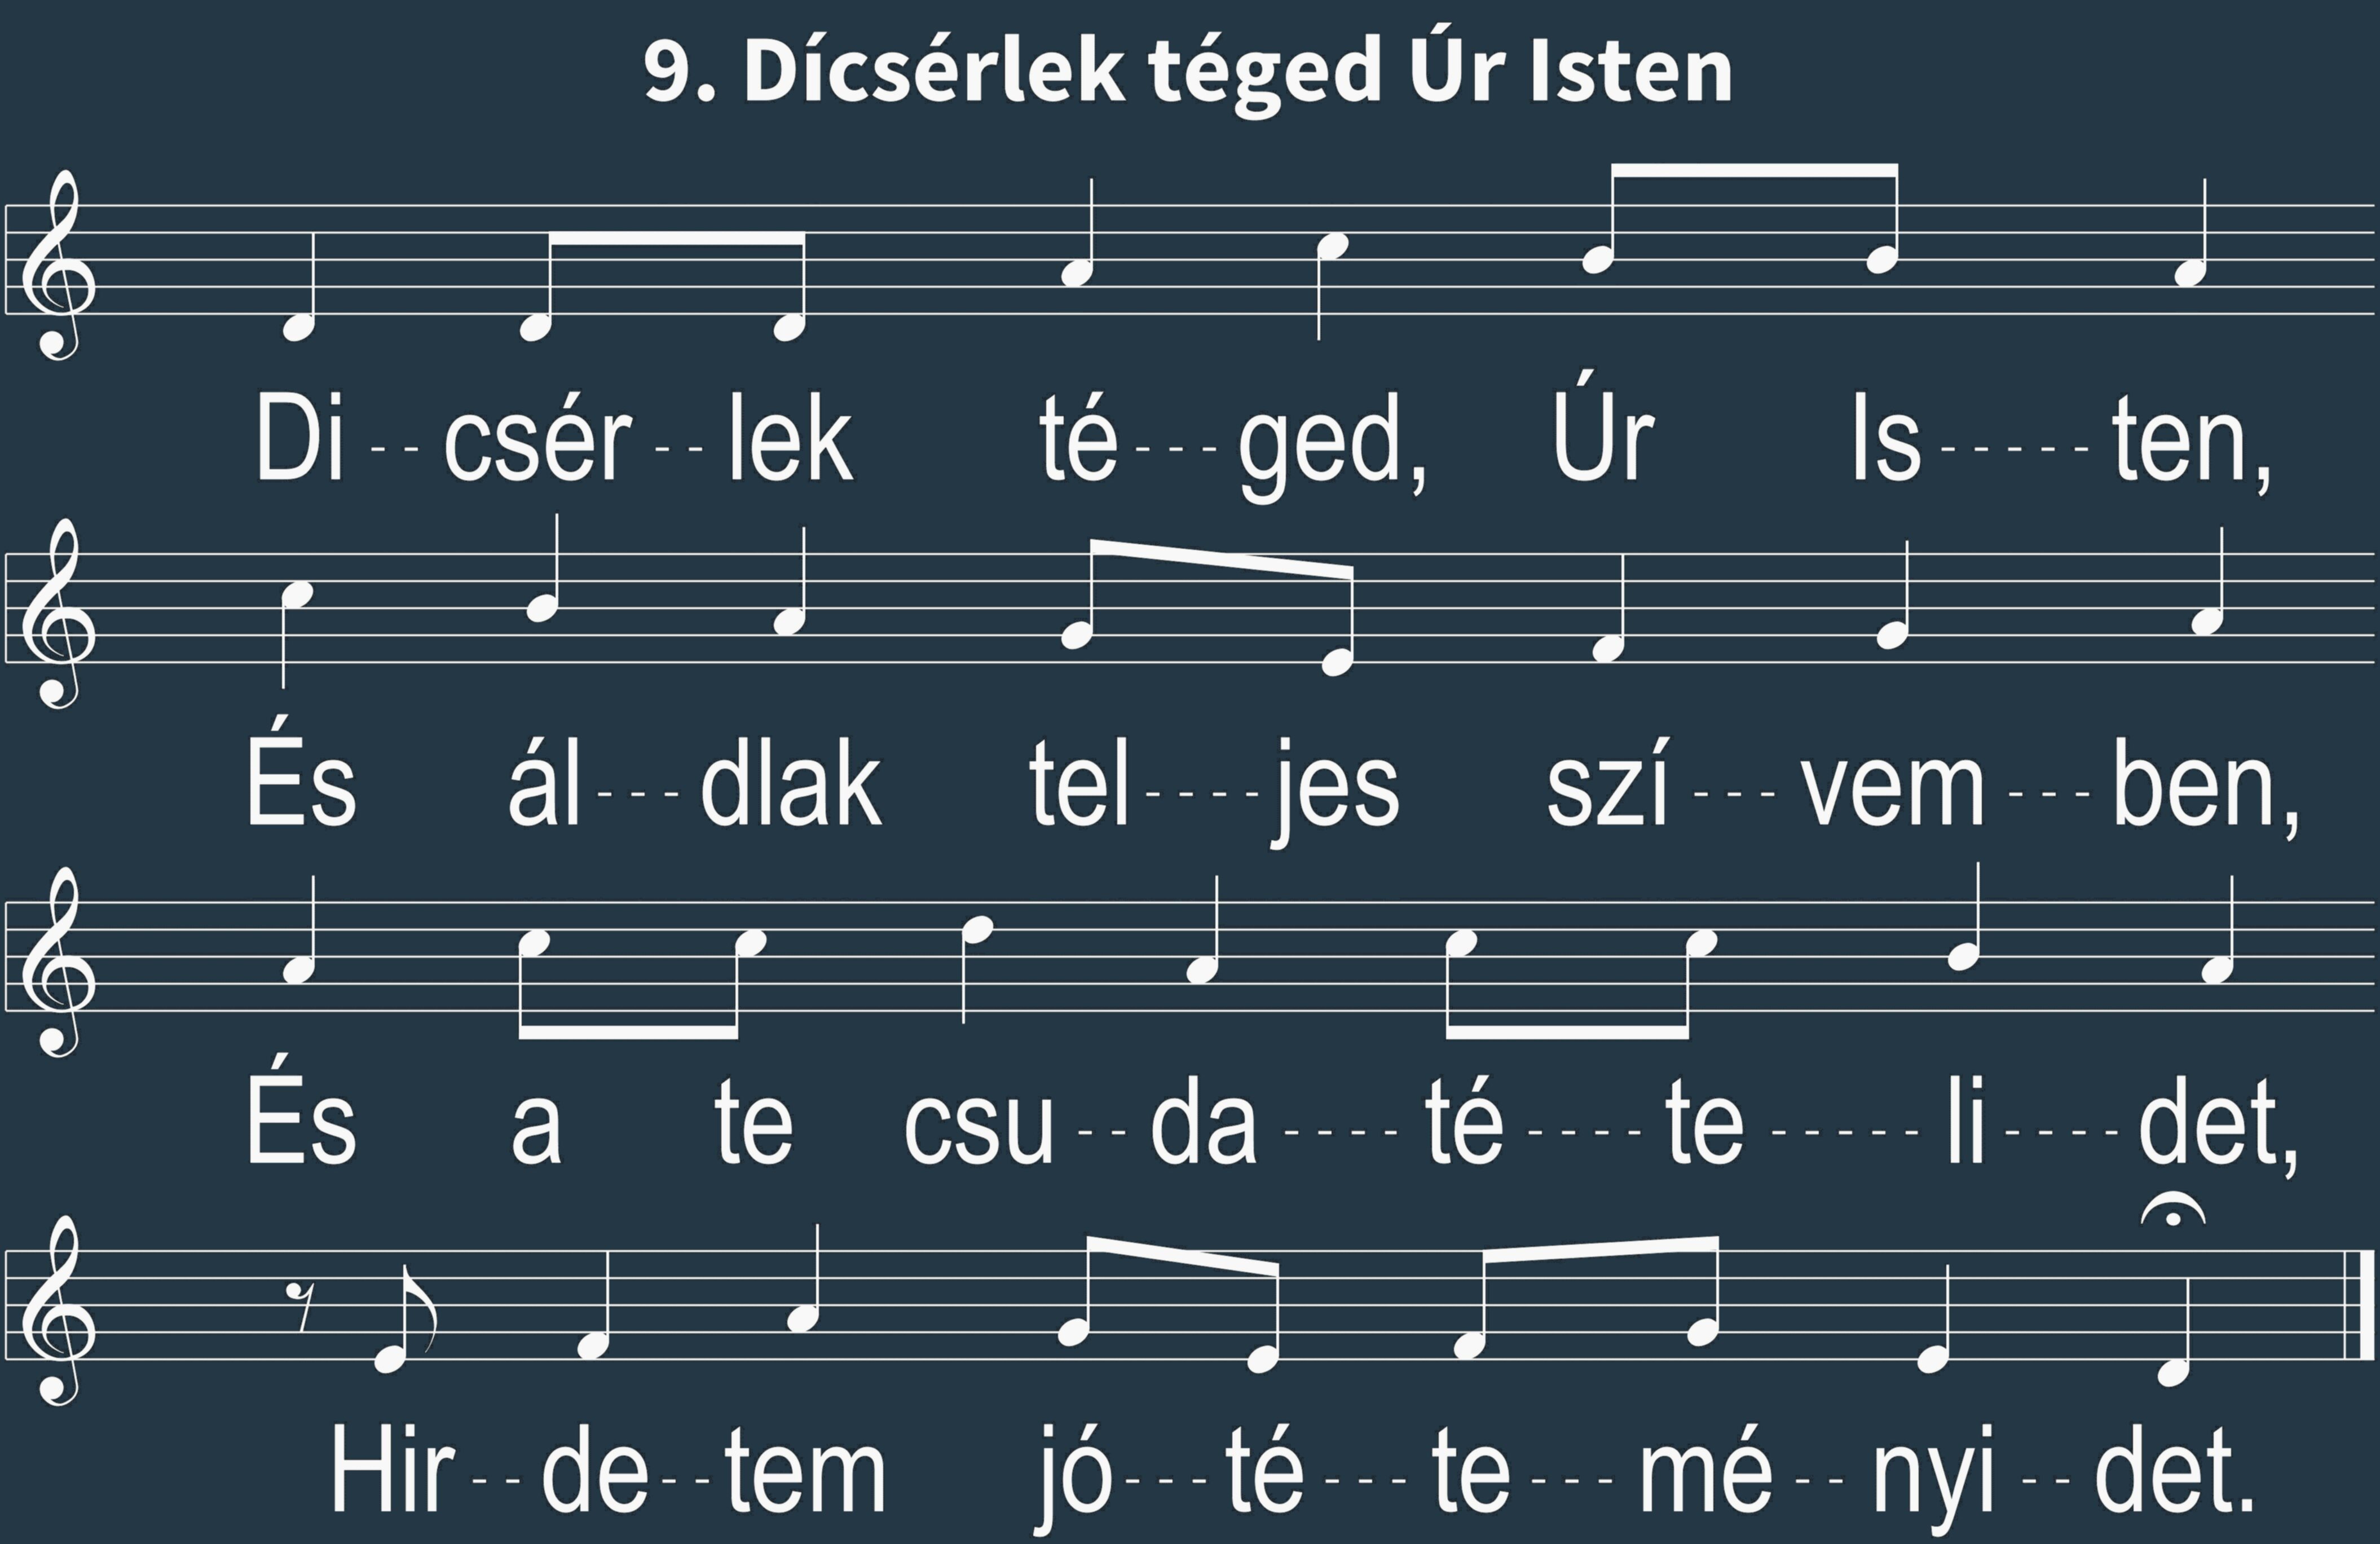 9. Dícsérlek téged Úr Isten
Di--csér--lek té---ged, Úr Is-----ten,
És ál---dlak tel----jes szí---vem---ben,
És a te csu--da----té----te-----li----det,
Hir--de--tem jó---té---te---mé--nyi--det.